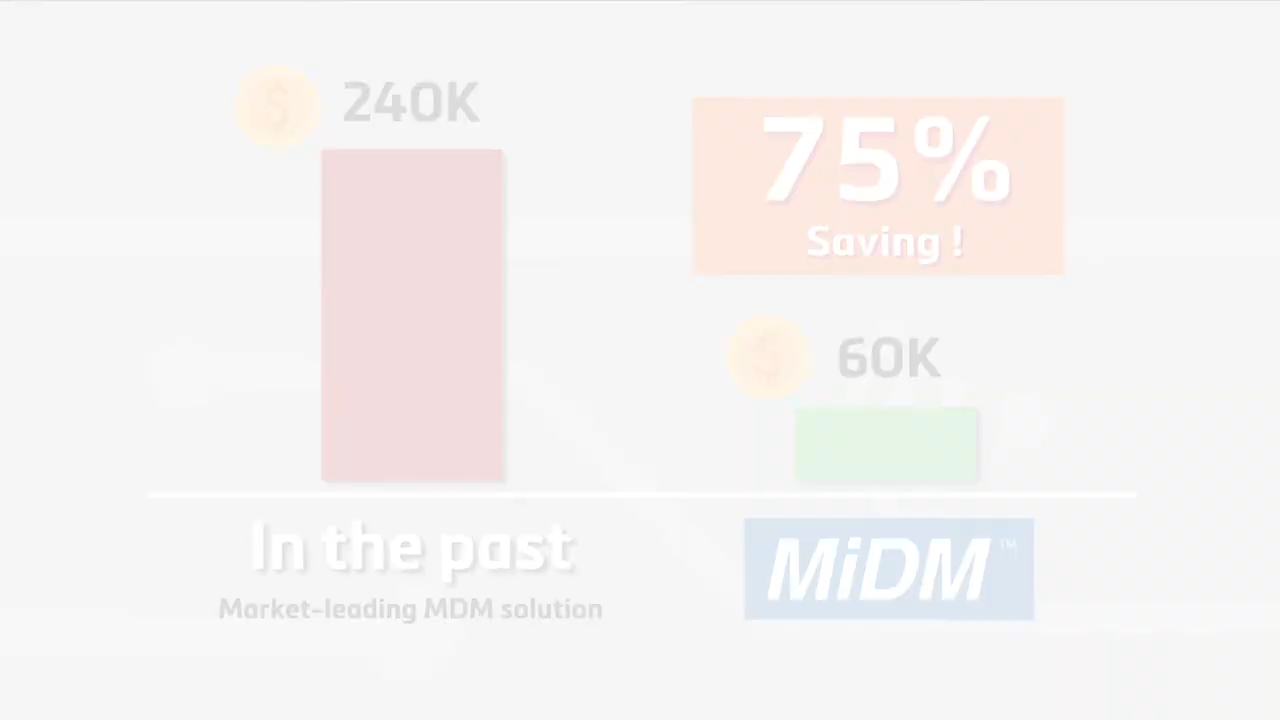 $ 240K
75%
Saving !
$ 60K
In the past
Market-leading MDM solution
MiDM™